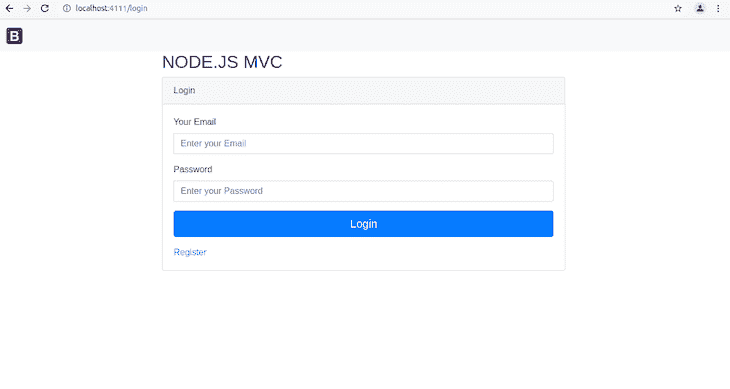 localhost:4111/login
B
NODE.JS MVC
Login
Your Email
Enter your Email
Password
Enter your Password
Login
Register